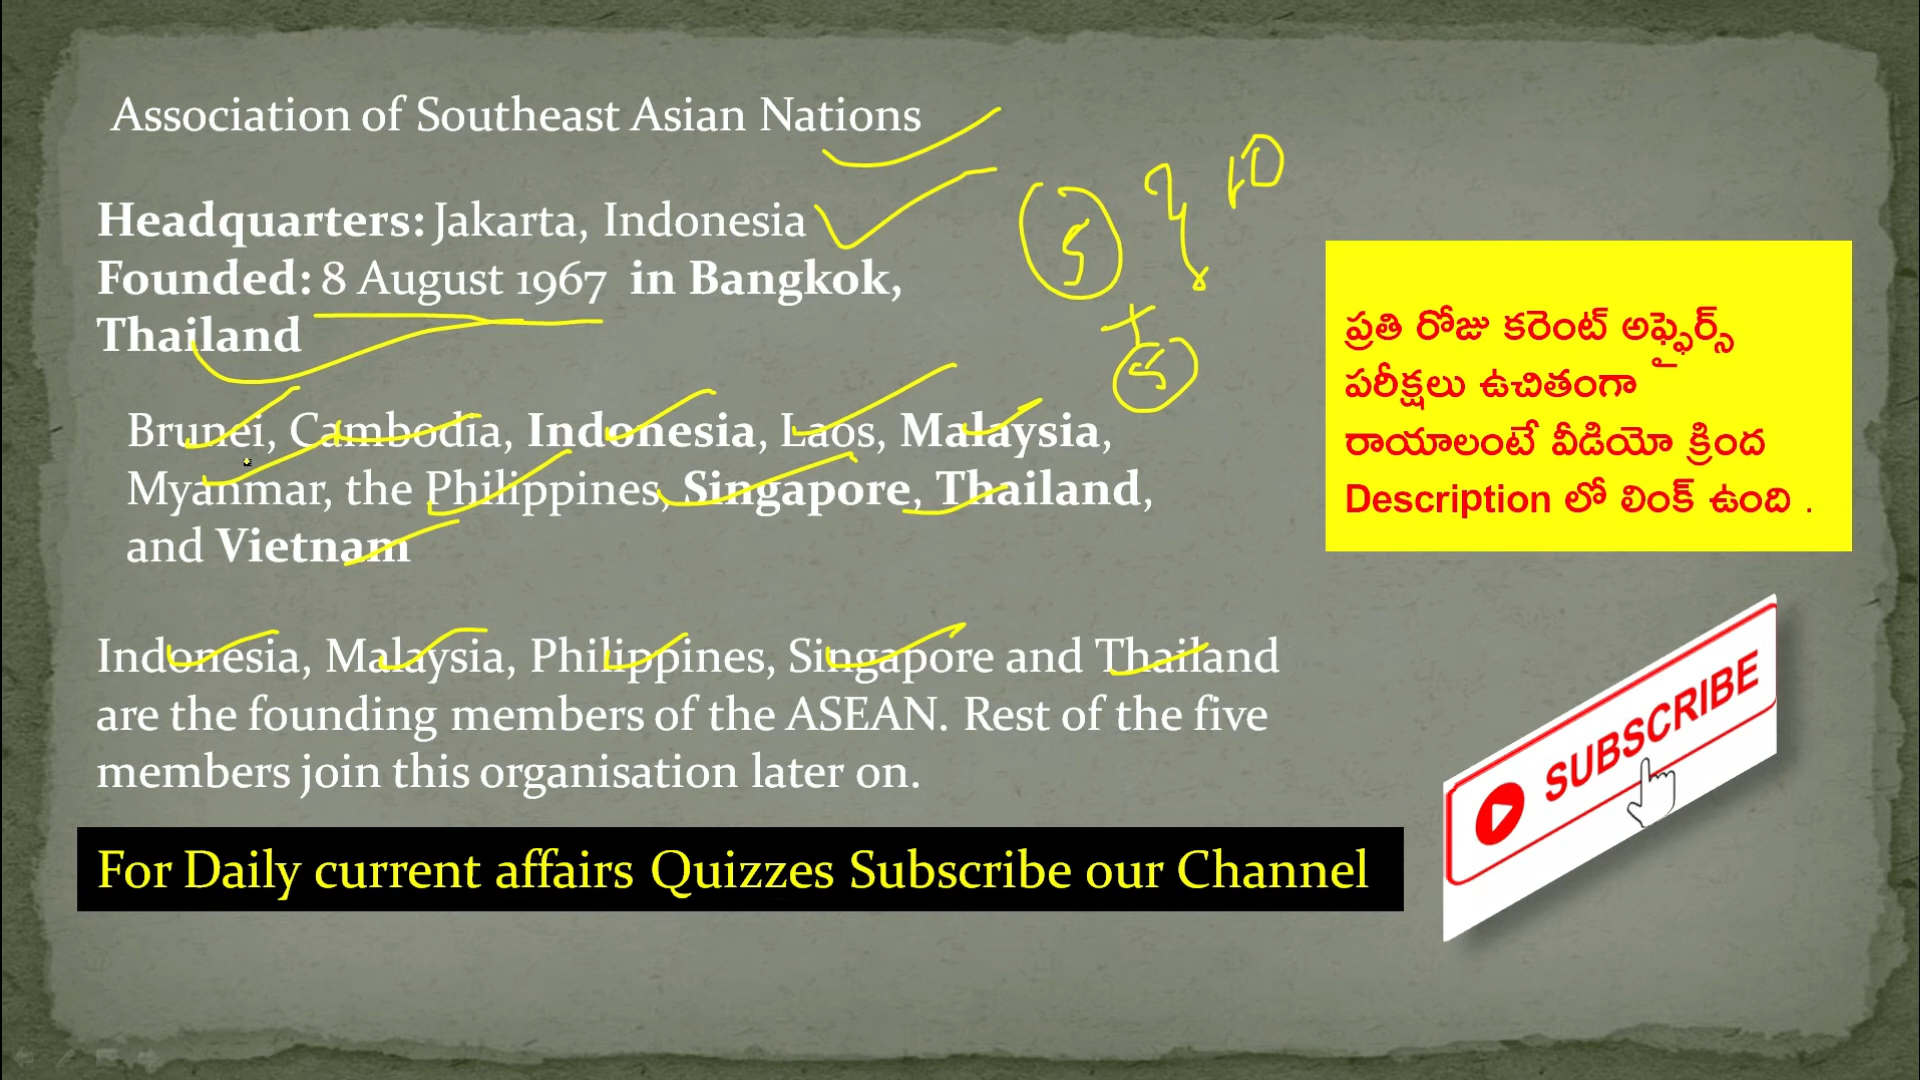 Association of Southeast Asian Nations
Headquarters: Jakarta, Indonesia
Founded: 8 August 1967 in Bangkok,
Thailand
5
10
+
5
Brunei, Cambodia, Indonesia, Laos, Malaysia,
Myanmar, the Philippines, Singapore, Thailand,
and Vietnam
Indonesia, Malaysia, Philippines, Singapore and Thailand
are the founding members of the ASEAN. Rest of the five
members join this organisation later on.
For Daily current affairs Quizzes Subscribe our Channel
ప్రతి రోజు కరెంట్ అఫ్ఫైర్స్
పరీక్షలు ఉచితంగా
రాయాలంటే వీడియో క్రింద
Description లో లింక్ ఉంది .
SUBSCRIBE